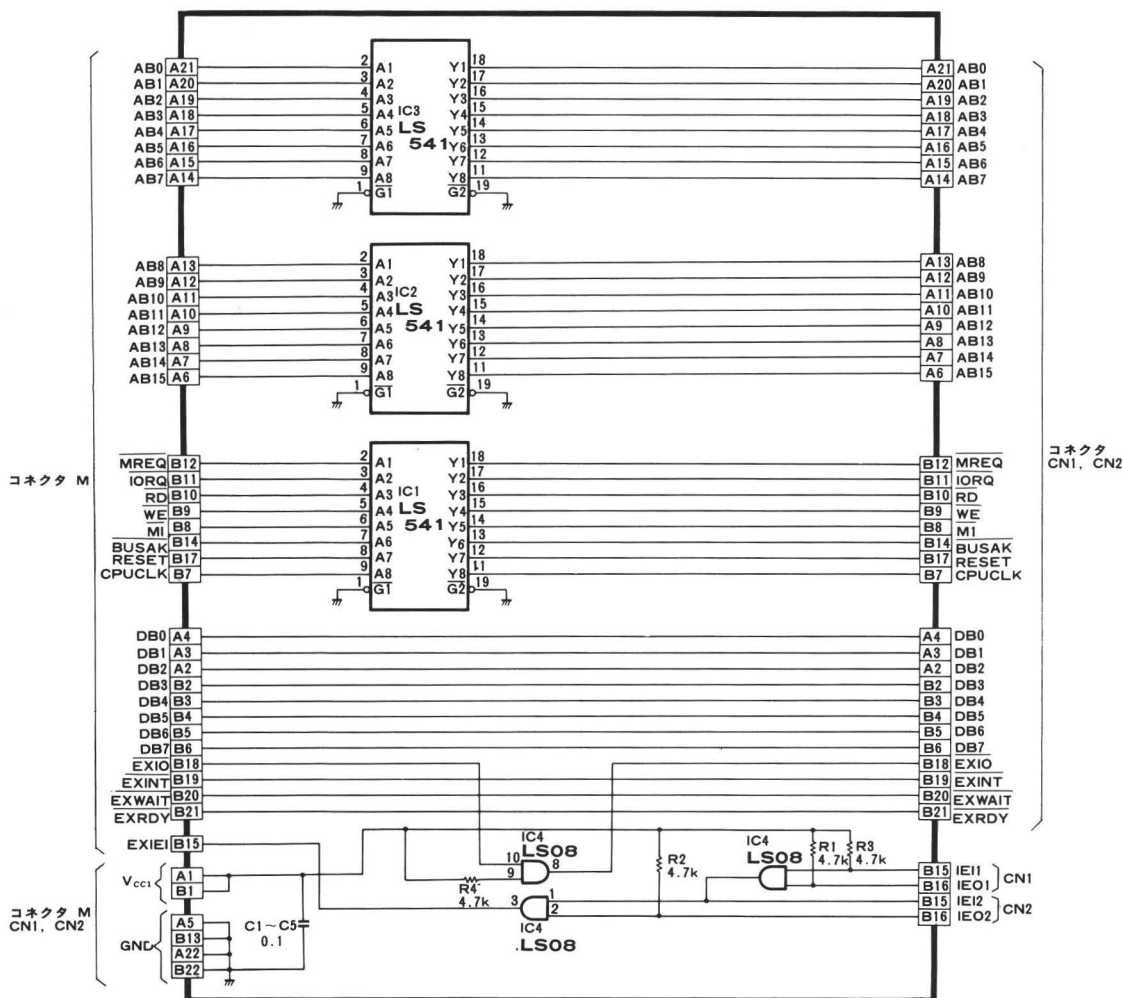 AB0 A21 2 A1 Y1 18 A21 AB0
AB1 A20 3 A2 Y2 17 A20 AB1
AB2 A19 4 A3 Y3 16 A19 AB2
AB3 A18 5 A4 IC3 Y4 15 A18 AB3
AB4 A17 6 A5 LS Y5 14 A17 AB4
AB5 A16 7 A6 541 Y6 13 A16 AB5
AB6 A15 8 A7 Y7 12 A15 AB6
AB7 A14 9 A8 Y8 11 A14 AB7
1 G1 G2 19
AB8 A13 2 A1 Y1 18 A13 AB8
AB9 A12 3 A2 Y2 17 A12 AB9
AB10 A11 4 A3 IC2 Y3 16 A11 AB10
AB11 A10 5 A4 LS Y4 15 A10 AB11
AB12 A9 6 A5 541 Y5 14 A9 AB12
AB13 A8 7 A6 Y6 13 A8 AB13
AB14 A7 8 A7 Y7 12 A7 AB14
AB15 A6 9 A8 Y8 11 A6 AB15
1 G1 G2 19
コネクタ M
コネクタ
CN1, CN2
MREQ B12 2 A1 Y1 18 B12 MREQ
IORQ B11 3 A2 Y2 17 B11 IORQ
RD B10 4 A3 IC1 Y3 16 B10 RD
WE B9 5 A4 LS Y4 15 B9 WE
MI B8 6 A5 541 Y5 14 B8 M1
BUSAK B14 7 A6 Y6 13 B14 BUSAK
RESET B17 8 A7 Y7 12 B17 RESET
CPUCLK B7 9 A8 Y8 11 B7 CPUCLK
1 G1 G2 19
DB0 A4 A4 DB0
DB1 A3 A3 DB1
DB2 A2 A2 DB2
DB3 B2 B2 DB3
DB4 B3 B3 DB4
DB5 B4 B4 DB5
DB6 B5 B5 DB6
DB7 B6 B6 DB7
EXIO B18 B18 EXIO
EXINT B19 B19 EXINT
EXWAIT B20 B20 EXWAIT
EXRDY B21 B21 EXRDY
EXIEI B15
IC4
LS08
10
9
8
R4
4.7k
R2
4.7k
IC4
LS08
R1
4.7k
R3
4.7k
B15 IEI1
B16 IEO1
CN1
B15 IEI2
B16 IEO2
CN2
3
1
2
IC4
LS08
VCC1
A1
B1
コネクタ M
CN1, CN2
GND
A5
B13
A22
B22
C1~C5
0.1